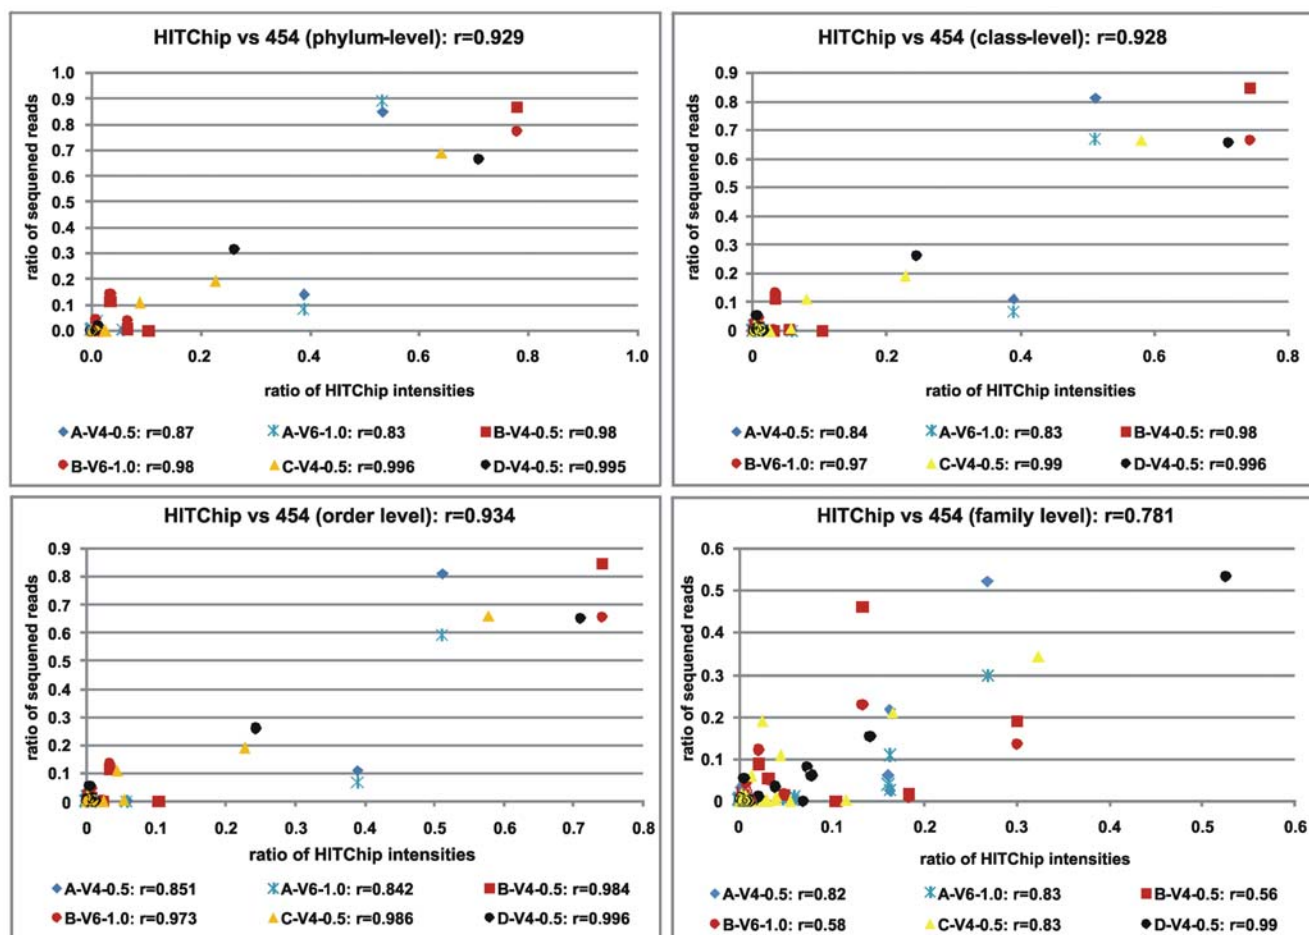 HITChip vs 454 (phylum-level): r=0.929
1.0
0.9
0.8
0.7
0.6
0.5
0.4
0.3
0.2
0.1
0.0
ratio of sequened reads
0.0
0.2
0.4
0.6
0.8
1.0
ratio of HITChip intensities
A-V4-0.5: r=0.87
A-V6-1.0: r=0.83
B-V4-0.5: r=0.98
B-V6-1.0: r=0.98
C-V4-0.5: r=0.996
D-V4-0.5: r=0.995
HITChip vs 454 (class-level): r=0.928
0.9
0.8
0.7
0.6
0.5
0.4
0.3
0.2
0.1
0
ratio of sequened reads
0
0.2
0.4
0.6
0.8
ratio of HITChip intensities
A-V4-0.5: r=0.84
A-V6-1.0: r=0.83
B-V4-0.5: r=0.98
B-V6-1.0: r=0.97
C-V4-0.5: r=0.99
D-V4-0.5: r=0.996
HITChip vs 454 (order level): r=0.934
0.9
0.8
0.7
0.6
0.5
0.4
0.3
0.2
0.1
0
ratio of sequened reads
0
0.1
0.2
0.3
0.4
0.5
0.6
0.7
0.8
ratio of HITChip intensities
A-V4-0.5: r=0.851
A-V6-1.0: r=0.842
B-V4-0.5: r=0.984
B-V6-1.0: r=0.973
C-V4-0.5: r=0.986
D-V4-0.5: r=0.996
HITChip vs 454 (family level): r=0.781
0.6
0.5
0.4
0.3
0.2
0.1
0
ratio of sequened reads
0
0.1
0.2
0.3
0.4
0.5
0.6
ratio of HITChip intensities
A-V4-0.5: r=0.82
A-V6-1.0: r=0.83
B-V4-0.5: r=0.56
B-V6-1.0: r=0.58
C-V4-0.5: r=0.83
D-V4-0.5: r=0.99